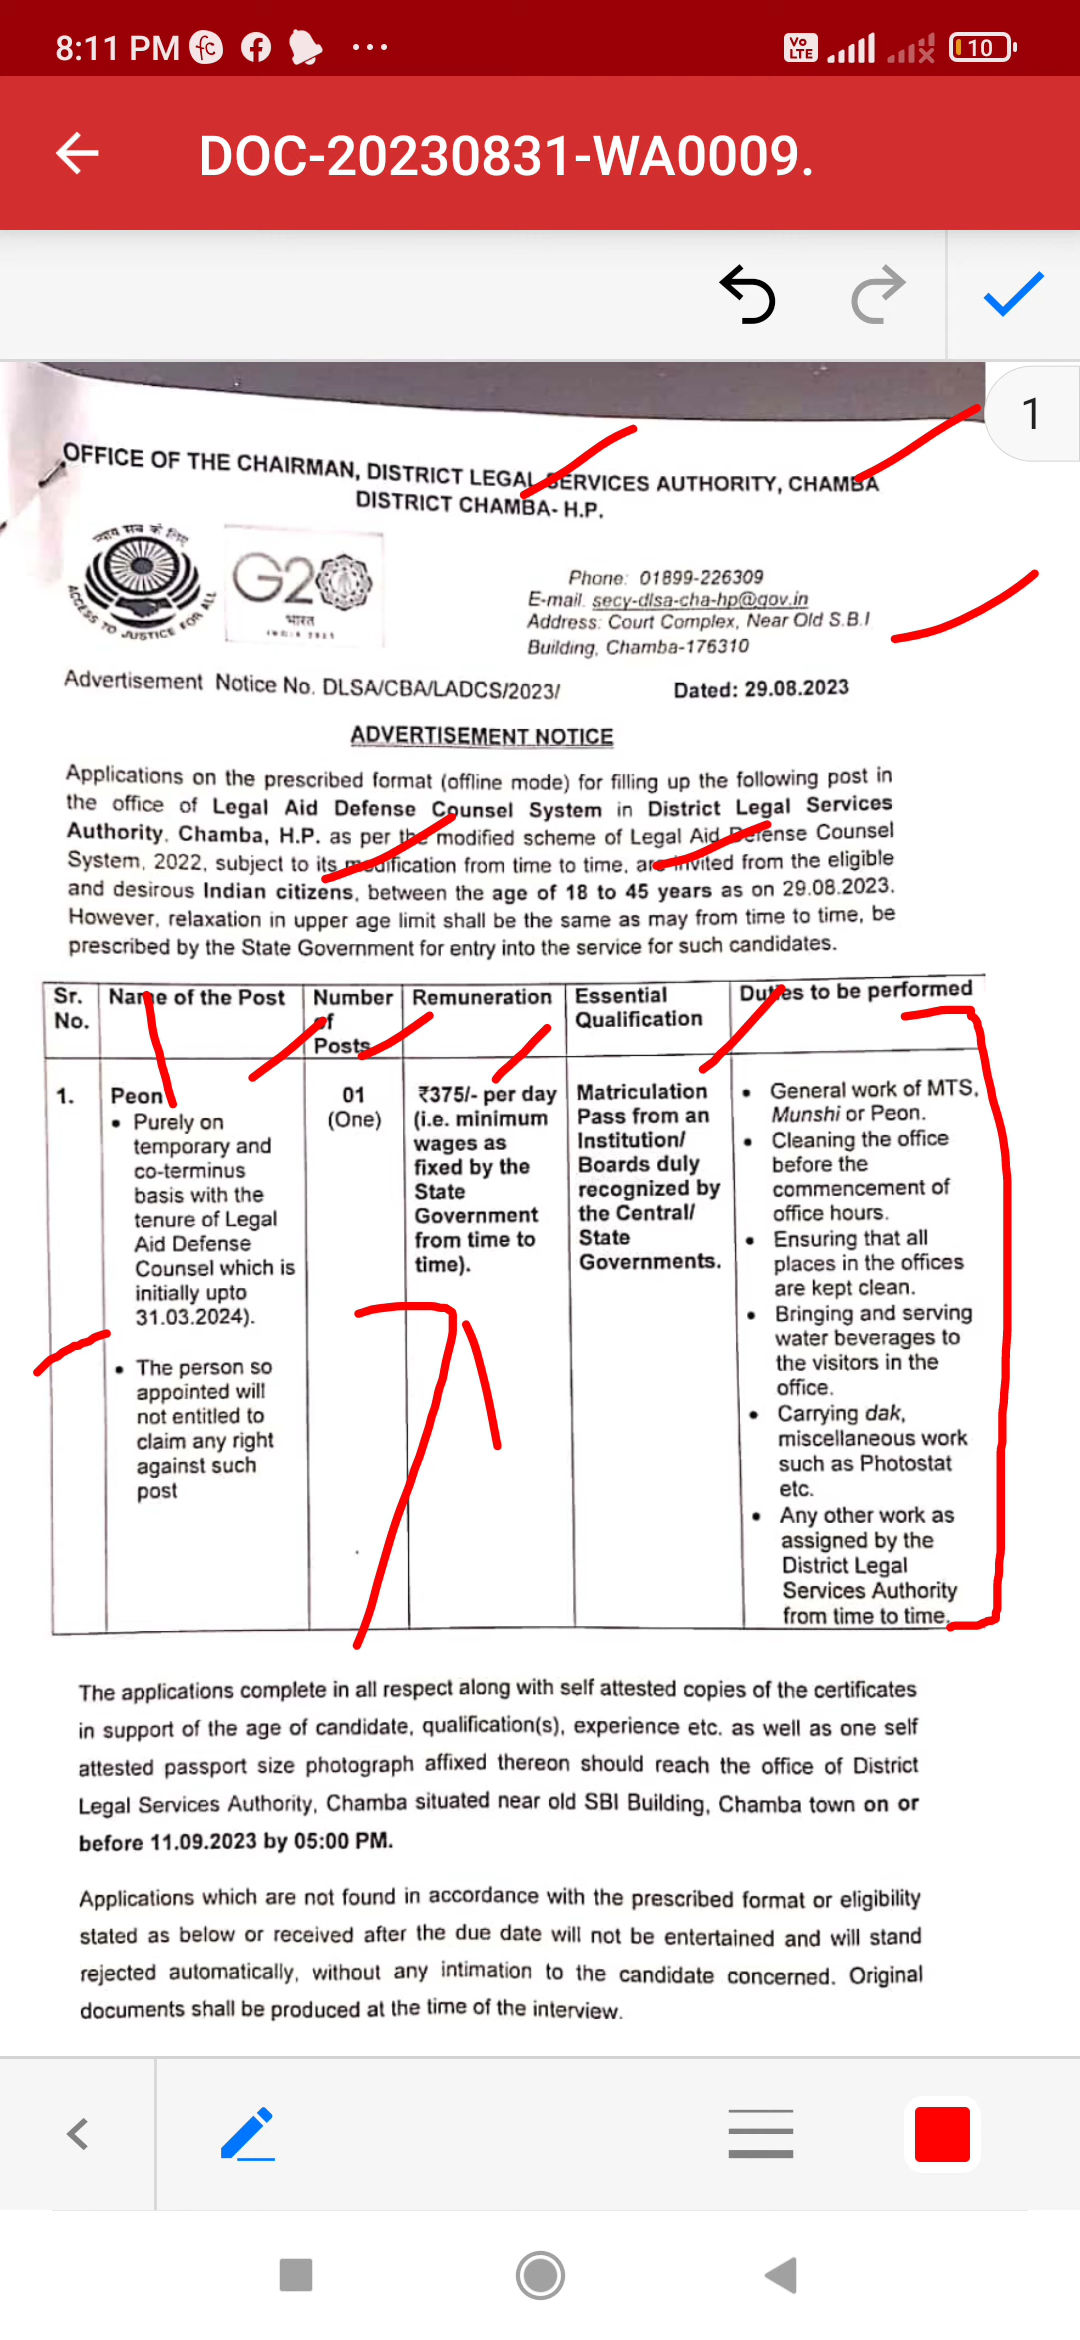 8:11 PM
VoLTE
10
DOC-20230831-WA0009.
1
OFFICE OF THE CHAIRMAN, DISTRICT LEGAL SERVICES AUTHORITY, CHAMBA
DISTRICT CHAMBA- H.P.
न्याय सब के लिए
ACCESS TO JUSTICE FOR ALL
G20
भारत
INDIA 2023
Phone: 01899-226309
E-mail. secy-dlsa-cha-hp@gov.in
Address: Court Complex, Near Old S.B.I
Building, Chamba-176310
Advertisement Notice No. DLSA/CBA/LADCS/2023/ Dated: 29.08.2023
ADVERTISEMENT NOTICE
Applications on the prescribed format (offline mode) for filling up the following post in
the office of Legal Aid Defense Counsel System in District Legal Services
Authority. Chamba, H.P. as per the modified scheme of Legal Aid Defense Counsel
System, 2022, subject to its modification from time to time, are invited from the eligible
and desirous Indian citizens, between the age of 18 to 45 years as on 29.08.2023.
However, relaxation in upper age limit shall be the same as may from time to time, be
prescribed by the State Government for entry into the service for such candidates.
Sr. No.
Name of the Post
Number of Posts
Remuneration
Essential Qualification
Duties to be performed
1.
Peon
• Purely on
temporary and
co-terminus
basis with the
tenure of Legal
Aid Defense
Counsel which is
initially upto
31.03.2024).
• The person so
appointed will
not entitled to
claim any right
against such
post
01
(One)
₹375/- per day
(i.e. minimum
wages as
fixed by the
State
Government
from time to
time).
Matriculation
Pass from an
Institution/
Boards duly
recognized by
the Central/
State
Governments.
• General work of MTS,
Munshi or Peon.
• Cleaning the office
before the
commencement of
office hours.
• Ensuring that all
places in the offices
are kept clean.
• Bringing and serving
water beverages to
the visitors in the
office.
• Carrying dak,
miscellaneous work
such as Photostat
etc.
• Any other work as
assigned by the
District Legal
Services Authority
from time to time.
The applications complete in all respect along with self attested copies of the certificates
in support of the age of candidate, qualification(s), experience etc. as well as one self
attested passport size photograph affixed thereon should reach the office of District
Legal Services Authority, Chamba situated near old SBI Building, Chamba town on or
before 11.09.2023 by 05:00 PM.
Applications which are not found in accordance with the prescribed format or eligibility
stated as below or received after the due date will not be entertained and will stand
rejected automatically, without any intimation to the candidate concerned. Original
documents shall be produced at the time of the interview.